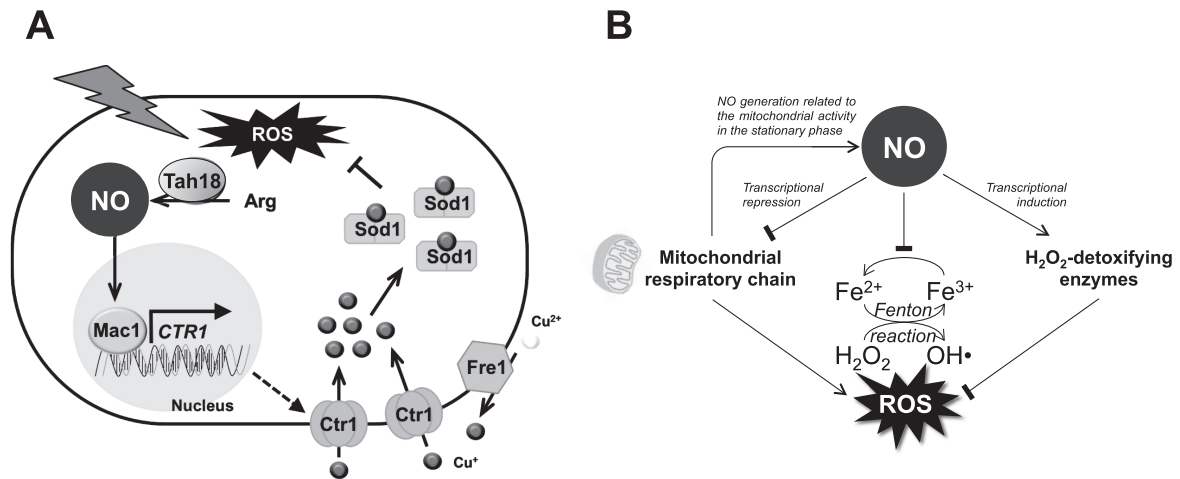 A
ROS
Tah18
NO
Arg
Sod1
Sod1
Sod1
Mac1
CTR1
Nucleus
Ctr1
Ctr1
Fre1
Cu²⁺
Cu⁺
B
NO generation related to
the mitochondrial activity
in the stationary phase
NO
Transcriptional
repression
Transcriptional
induction
Mitochondrial
respiratory chain
H₂O₂-detoxifying
enzymes
Fe²⁺ Fe³⁺
Fenton
reaction
H₂O₂ OH•
ROS